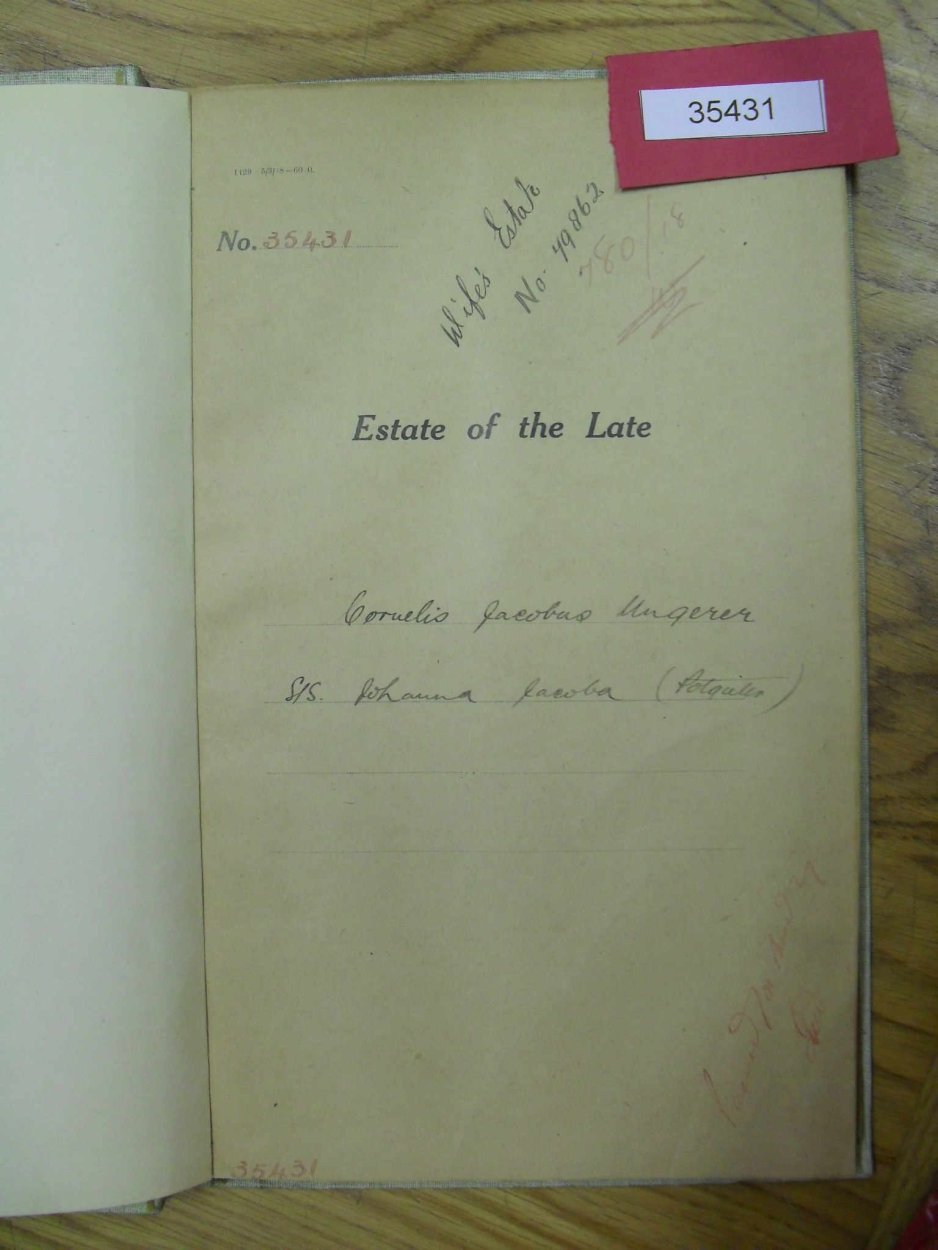 35431
No. 35431
Wife's Estate
No. 49862
780/18
Estate of the Late
Cornelis Jacobus Ungerer
S/S. Johanna Jacoba (Potgieter)
35431